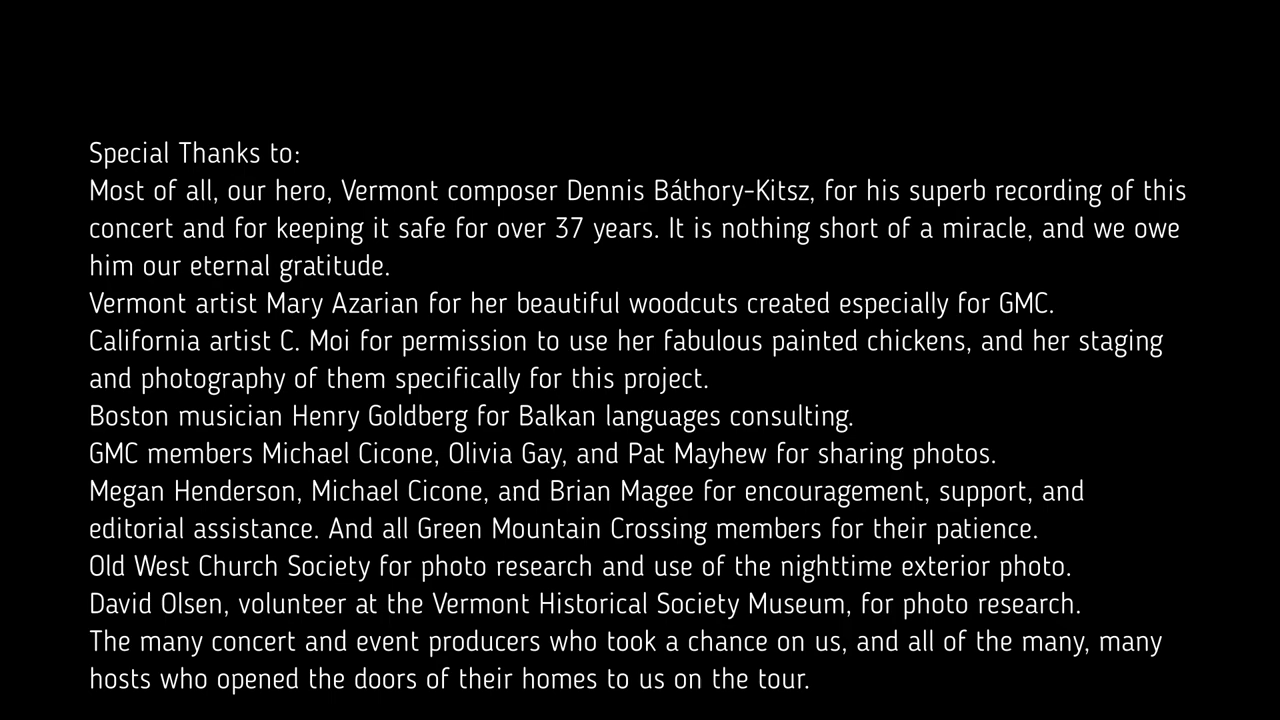 Special Thanks to:
Most of all, our hero, Vermont composer Dennis Báthory-Kitsz, for his superb recording of this
concert and for keeping it safe for over 37 years. It is nothing short of a miracle, and we owe
him our eternal gratitude.
Vermont artist Mary Azarian for her beautiful woodcuts created especially for GMC.
California artist C. Moi for permission to use her fabulous painted chickens, and her staging
and photography of them specifically for this project.
Boston musician Henry Goldberg for Balkan languages consulting.
GMC members Michael Cicone, Olivia Gay, and Pat Mayhew for sharing photos.
Megan Henderson, Michael Cicone, and Brian Magee for encouragement, support, and
editorial assistance. And all Green Mountain Crossing members for their patience.
Old West Church Society for photo research and use of the nighttime exterior photo.
David Olsen, volunteer at the Vermont Historical Society Museum, for photo research.
The many concert and event producers who took a chance on us, and all of the many, many
hosts who opened the doors of their homes to us on the tour.